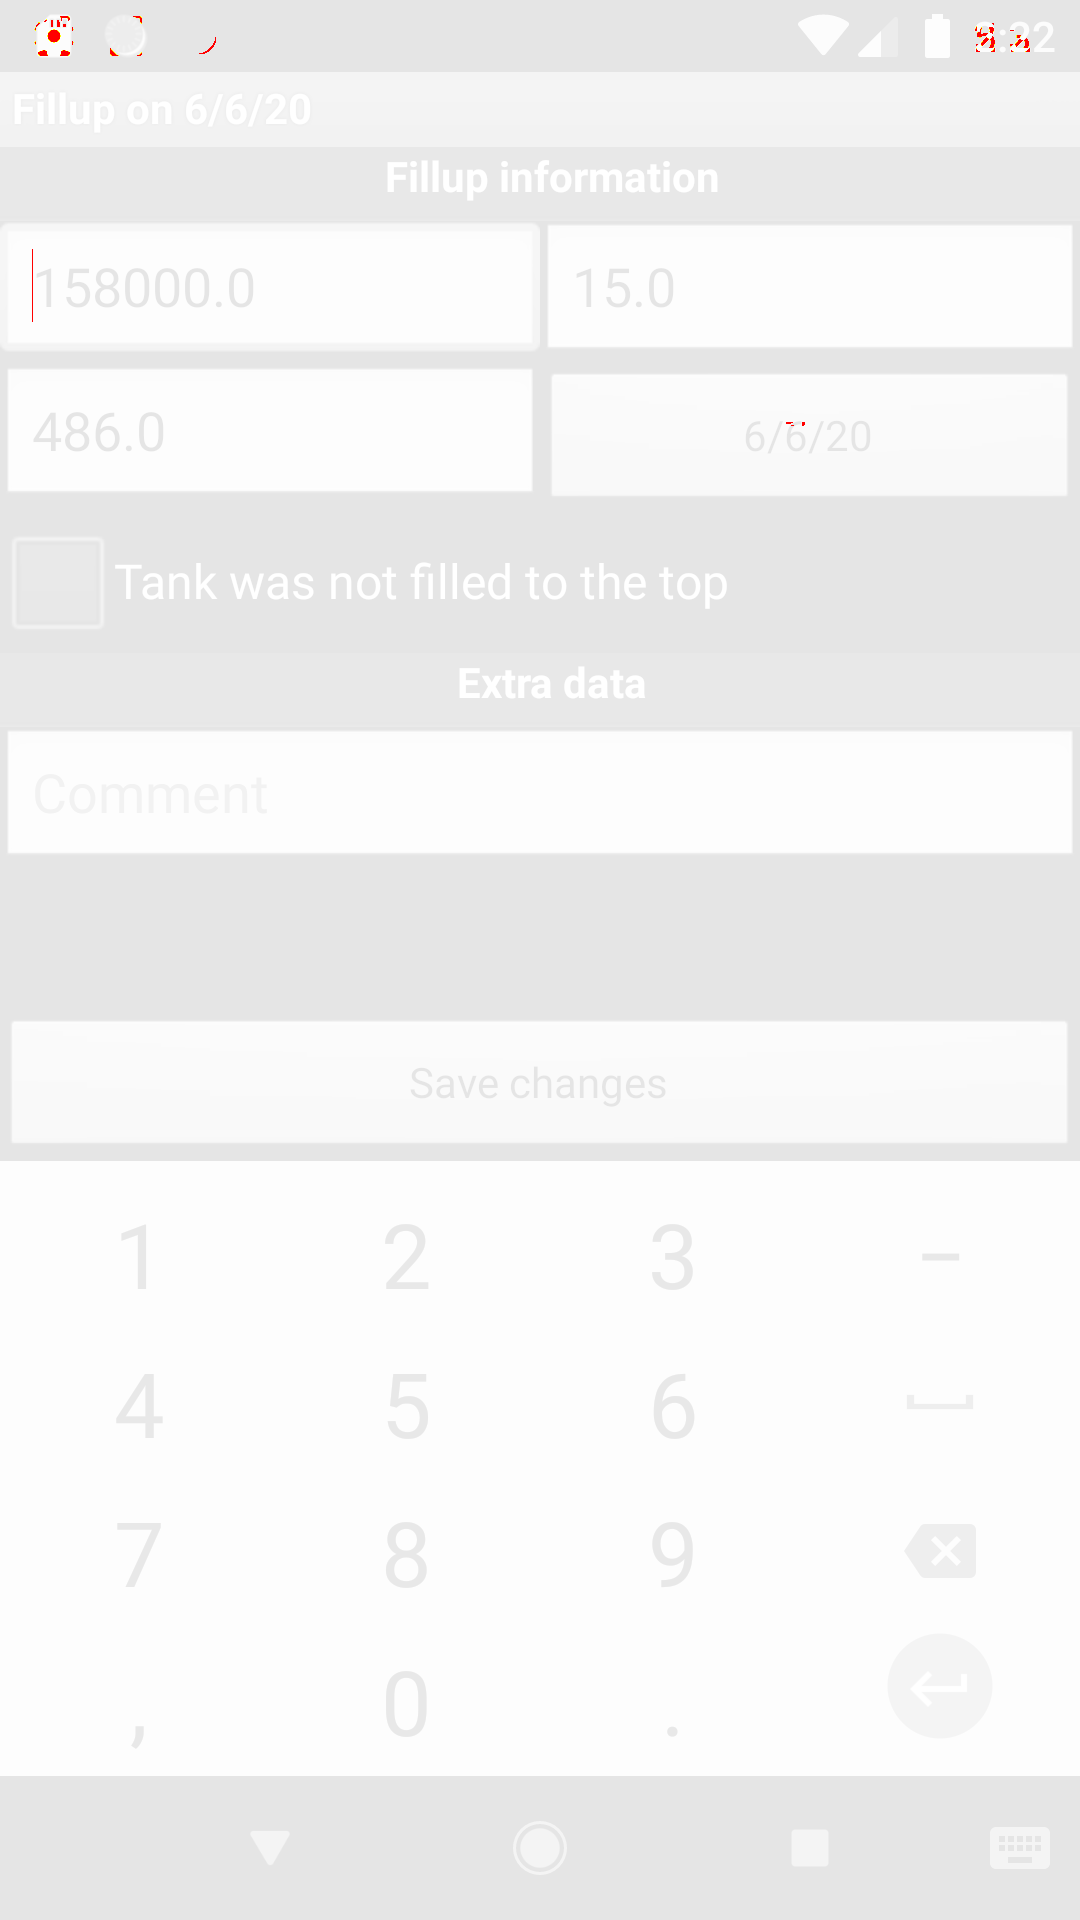 Fillup on 6/6/20
Fillup information
158000.0
15.0
486.0
6/6/20
Tank was not filled to the top
Extra data
Comment
Save changes
1 2 3 –
4 5 6
7 8 9
, 0 .